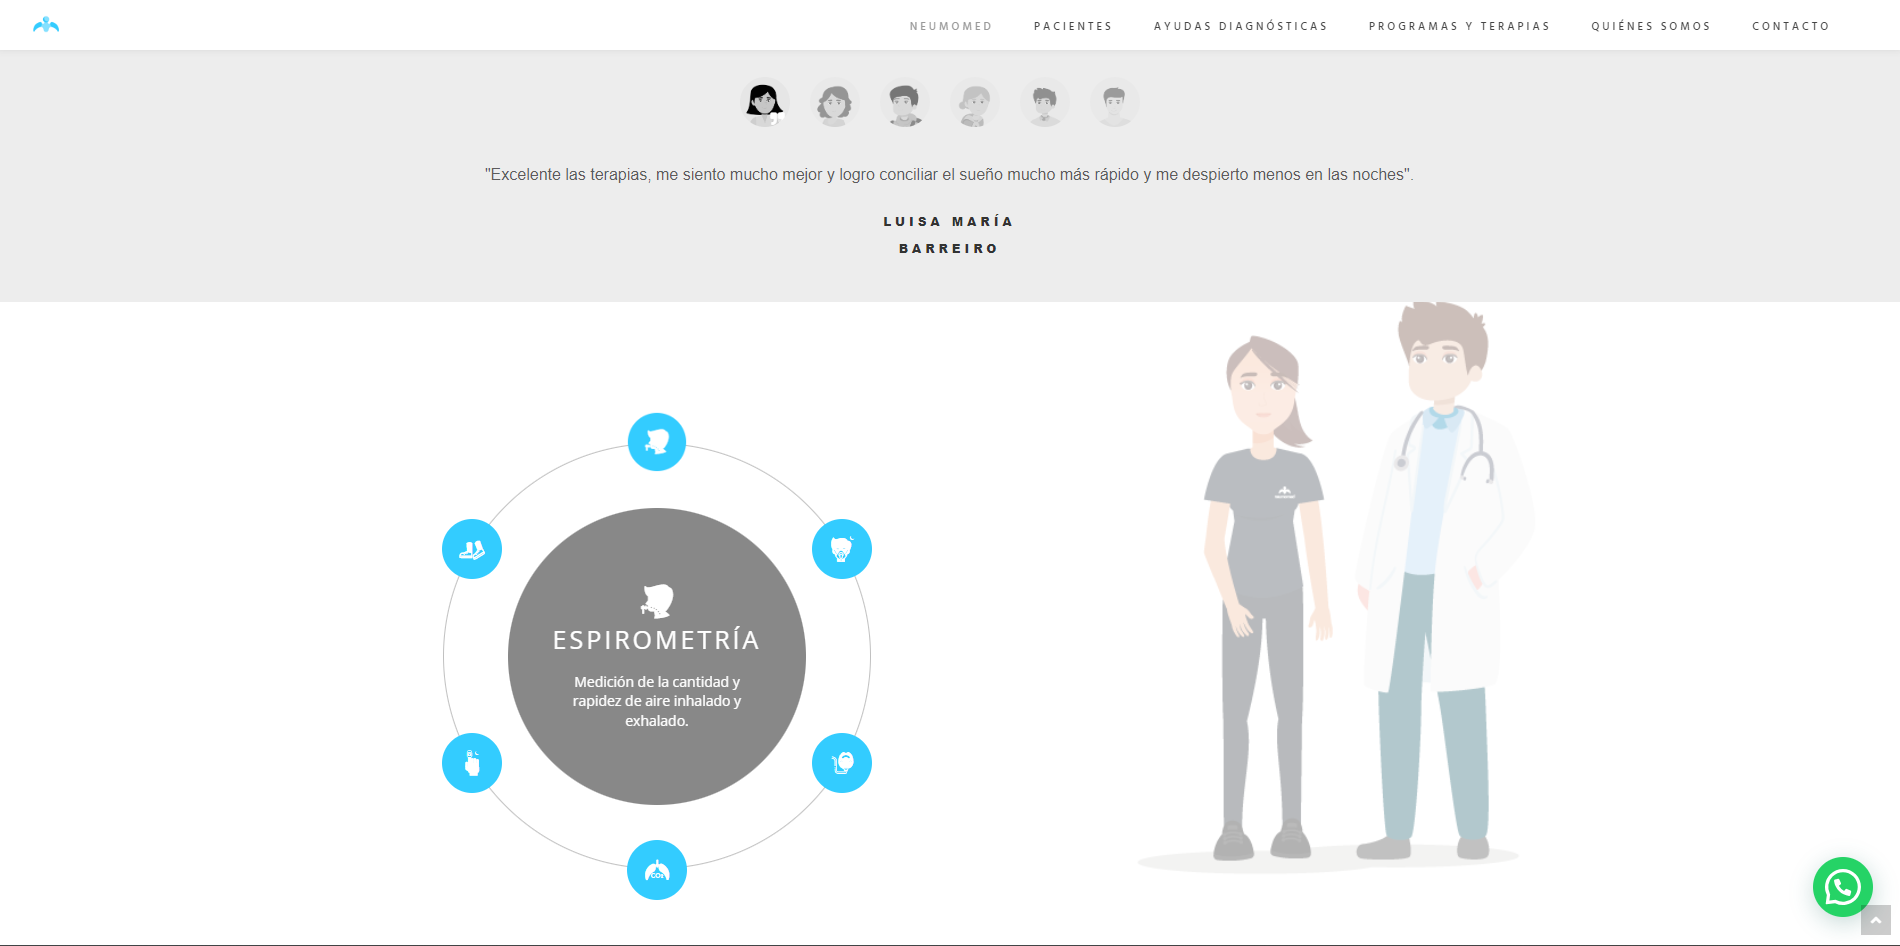 NEUMOMED
PACIENTES
AYUDAS DIAGNÓSTICAS
PROGRAMAS Y TERAPIAS
QUIÉNES SOMOS
CONTACTO
"Excelente las terapias, me siento mucho mejor y logro conciliar el sueño mucho más rápido y me despierto menos en las noches".
LUISA MARÍA
BARREIRO
ESPIROMETRÍA
Medición de la cantidad y
rapidez de aire inhalado y
exhalado.